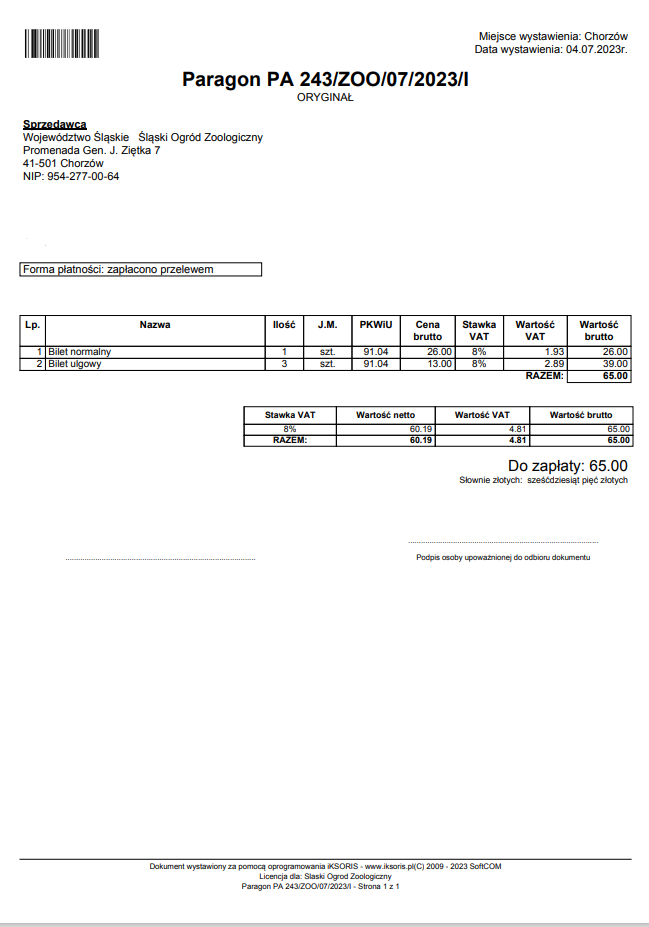 Miejsce wystawienia: Chorzów
Data wystawienia: 04.07.2023r.
Paragon PA 243/ZOO/07/2023/I
ORYGINAŁ
Sprzedawca
Województwo Śląskie Śląski Ogród Zoologiczny
Promenada Gen. J. Ziętka 7
41-501 Chorzów
NIP: 954-277-00-64
Forma płatności: zapłacono przelewem
Lp. Nazwa Ilość J.M. PKWiU Cena brutto Stawka VAT Wartość VAT Wartość brutto
1 Bilet normalny 1 szt. 91.04 26.00 8% 1.93 26.00
2 Bilet ulgowy 3 szt. 91.04 13.00 8% 2.89 39.00
RAZEM: 65.00
Stawka VAT Wartość netto Wartość VAT Wartość brutto
8% 60.19 4.81 65.00
RAZEM: 60.19 4.81 65.00
Do zapłaty: 65.00
Słownie złotych: sześćdziesiąt pięć złotych
Podpis osoby upoważnionej do odbioru dokumentu
Dokument wystawiony za pomocą oprogramowania iKSORIS - www.iksoris.pl(C) 2009 - 2023 SoftCOM
Licencja dla: Slaski Ogrod Zoologiczny
Paragon PA 243/ZOO/07/2023/I - Strona 1 z 1